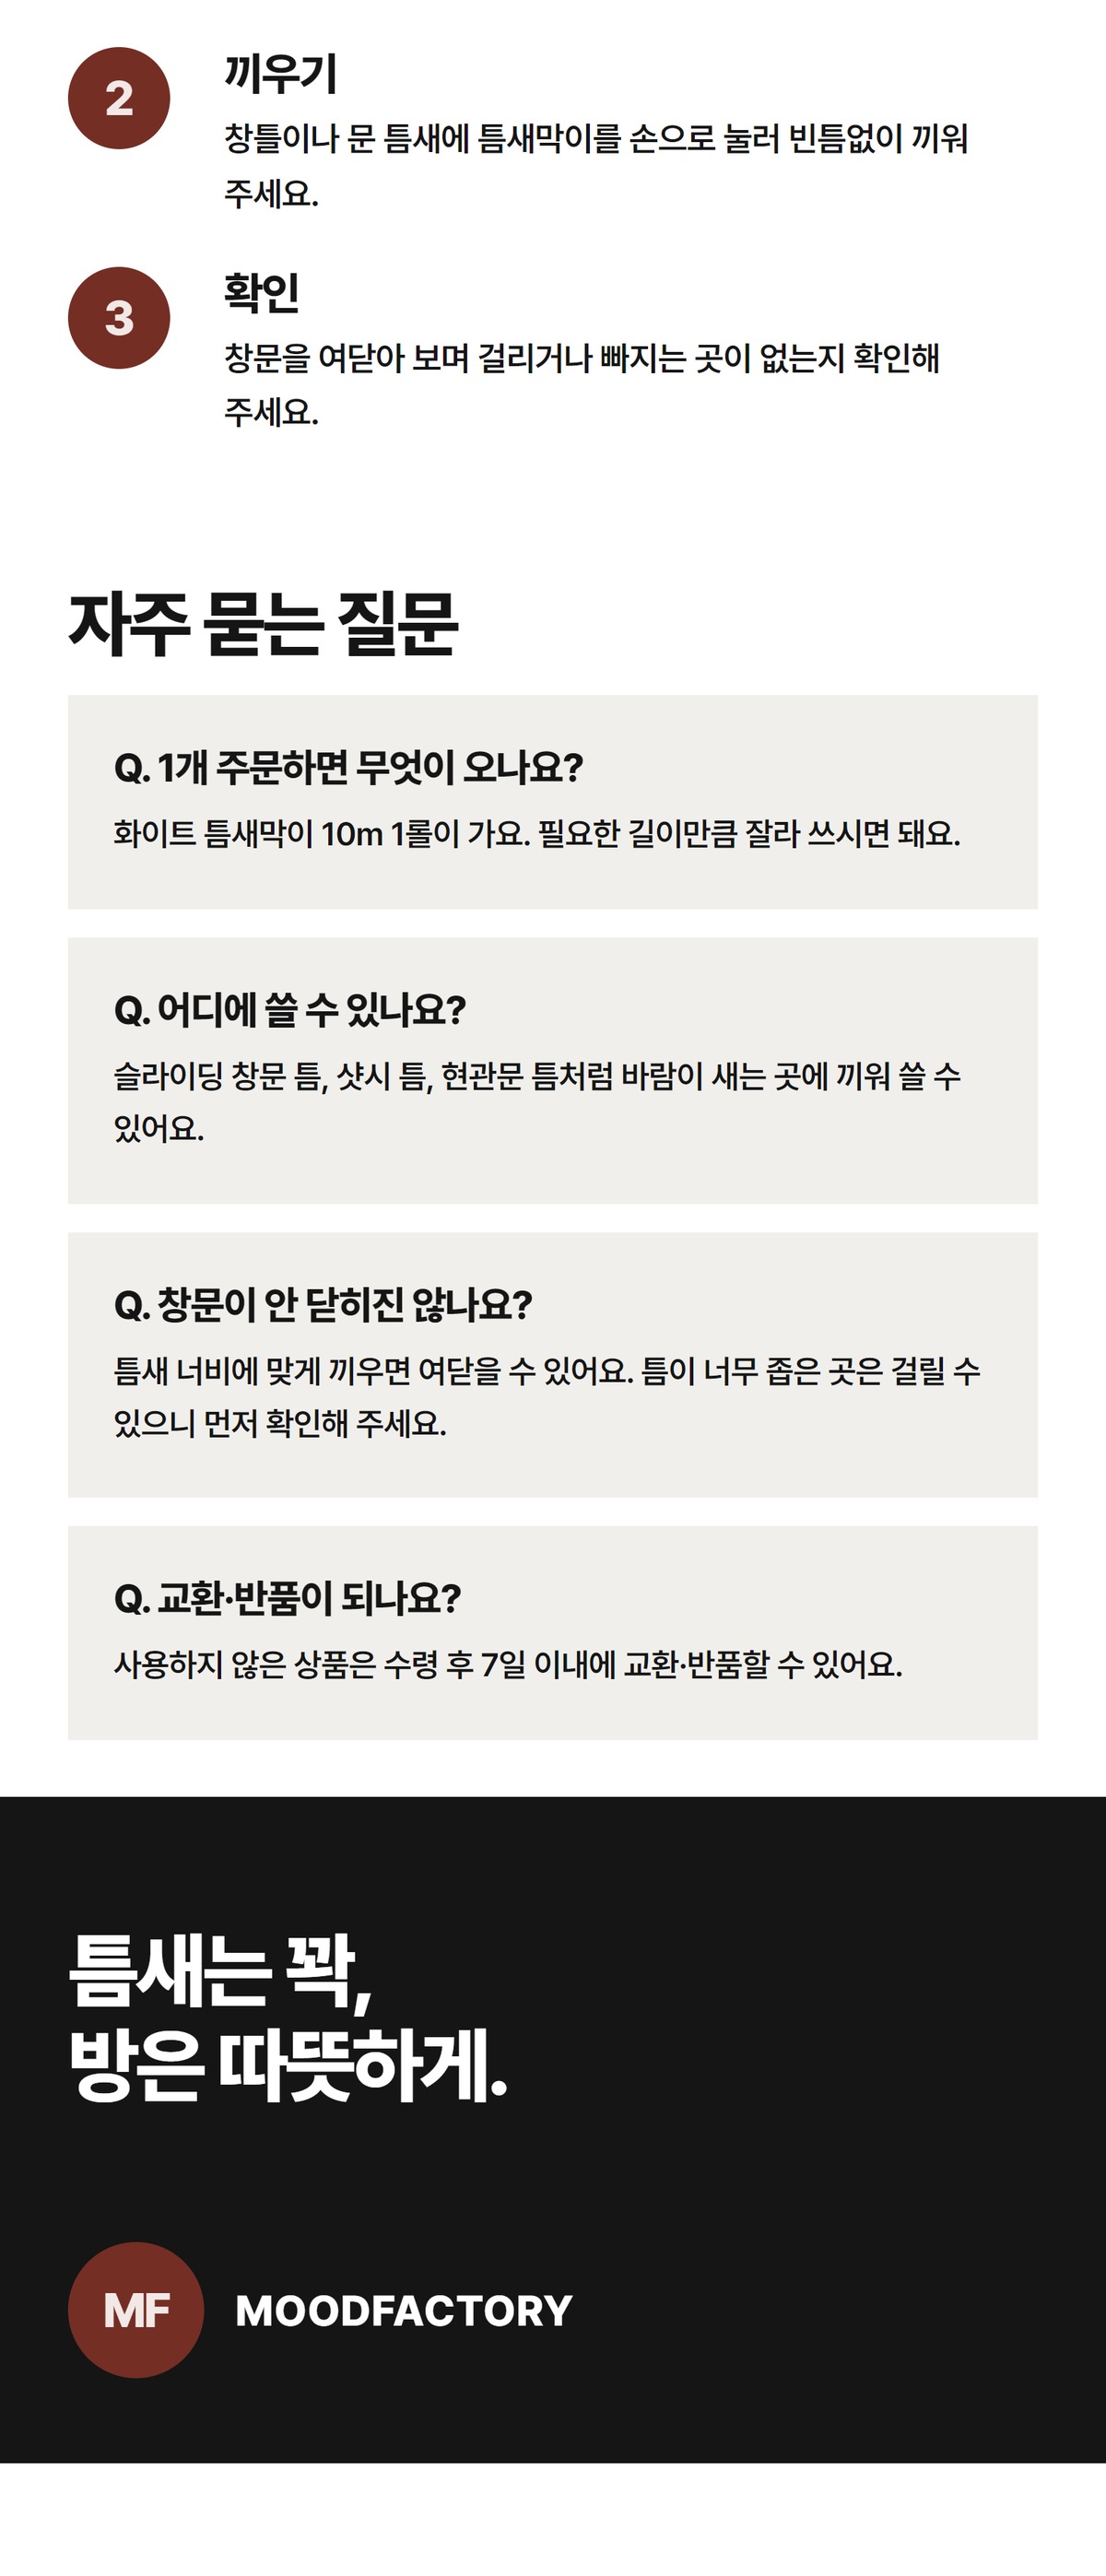 2
끼우기
창틀이나 문 틈새에 틈새막이를 손으로 눌러 빈틈없이 끼워
주세요.
3
확인
창문을 여닫아 보며 걸리거나 빠지는 곳이 없는지 확인해
주세요.
자주 묻는 질문
Q. 1개 주문하면 무엇이 오나요?
화이트 틈새막이 10m 1롤이 가요. 필요한 길이만큼 잘라 쓰시면 돼요.
Q. 어디에 쓸 수 있나요?
슬라이딩 창문 틈, 샷시 틈, 현관문 틈처럼 바람이 새는 곳에 끼워 쓸 수
있어요.
Q. 창문이 안 닫히진 않나요?
틈새 너비에 맞게 끼우면 여닫을 수 있어요. 틈이 너무 좁은 곳은 걸릴 수
있으니 먼저 확인해 주세요.
Q. 교환·반품이 되나요?
사용하지 않은 상품은 수령 후 7일 이내에 교환·반품할 수 있어요.
틈새는 꽉,
방은 따뜻하게.
MF
MOODFACTORY